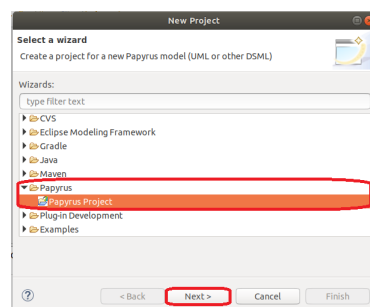 New Project
Select a wizard
Create a project for a new Papyrus model (UML or other DSML)
Wizards:
type filter text
CVS
Eclipse Modeling Framework
Gradle
Java
Maven
Papyrus
Papyrus Project
Plug-in Development
Examples
? < Back Next > Cancel Finish